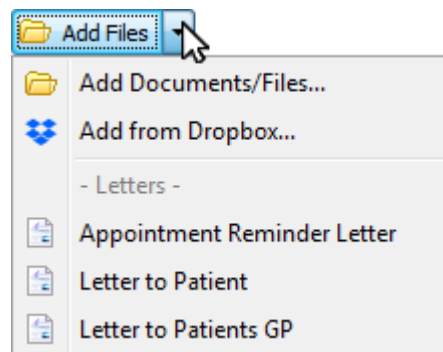 Add Files
Add Documents/Files...
Add from Dropbox...
- Letters -
Appointment Reminder Letter
Letter to Patient
Letter to Patients GP